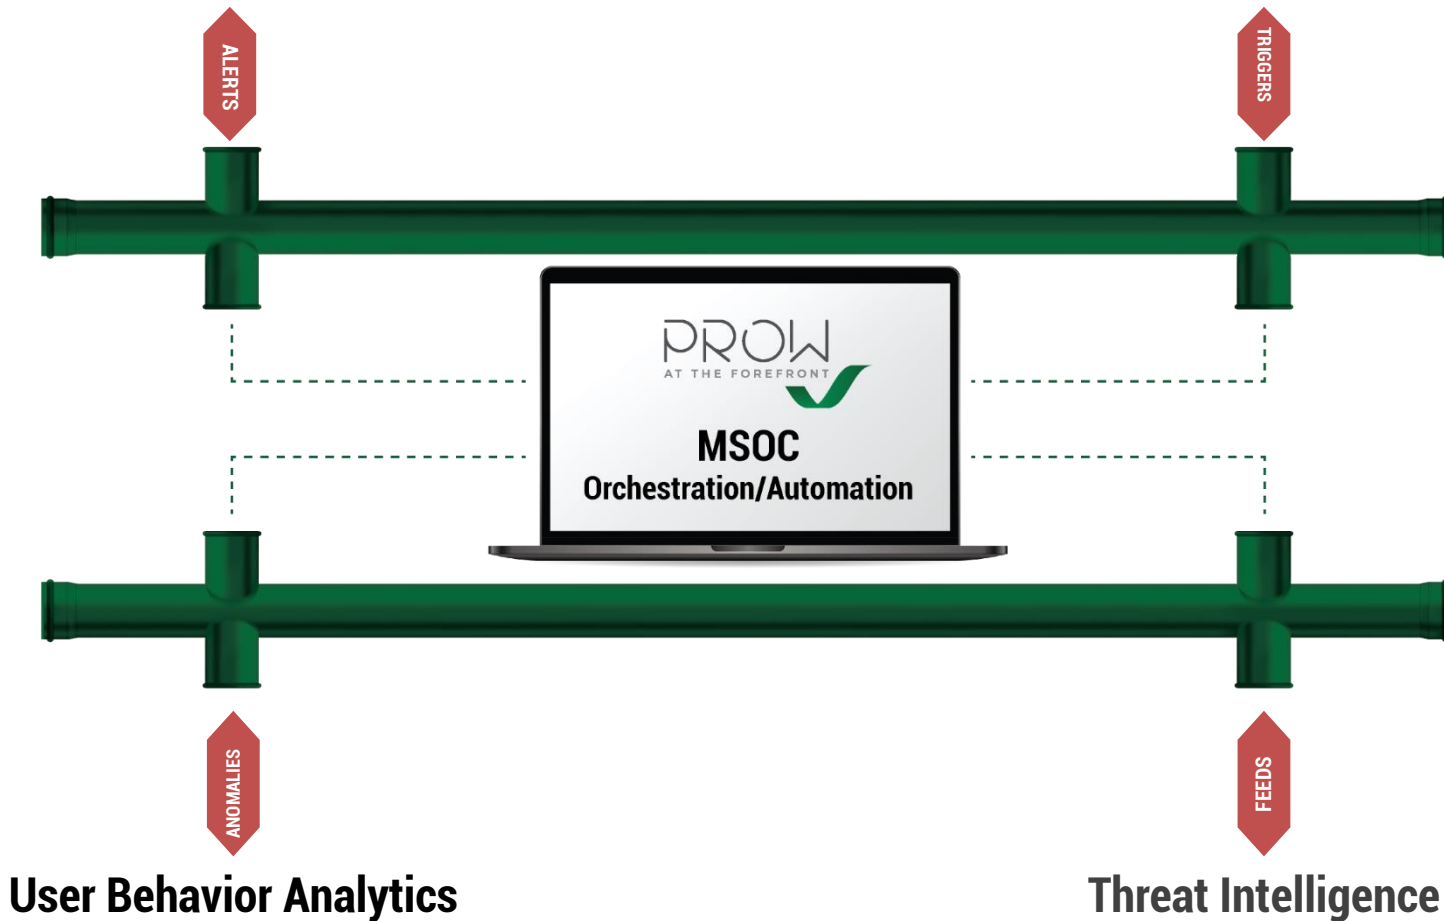 ALERTS
TRIGGERS
PROW
AT THE FOREFRONT
MSOC
Orchestration/Automation
ANOMALIES
FEEDS
User Behavior Analytics
Threat Intelligence